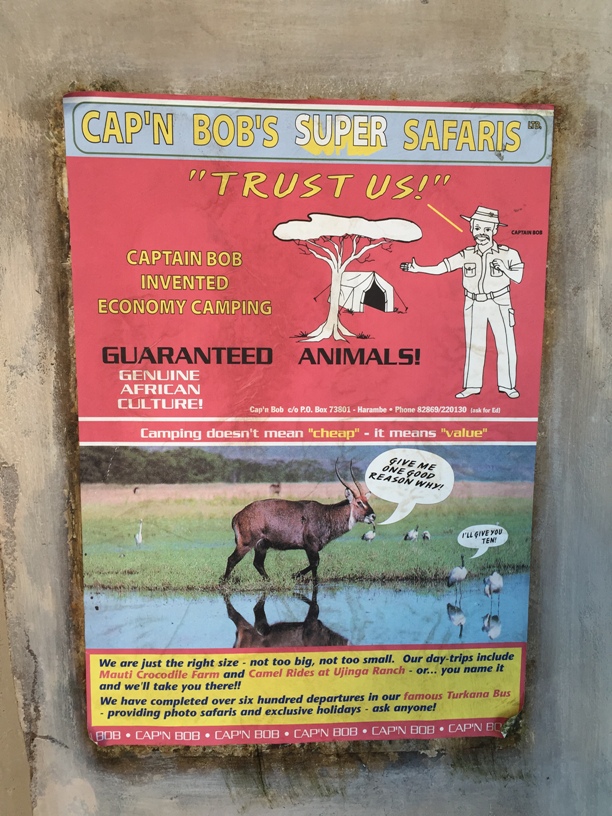 CAP'N BOB'S SUPER SAFARIS LTD.
"TRUST US!"
CAPTAIN BOB
CAPTAIN BOB
INVENTED
ECONOMY CAMPING
GUARANTEED ANIMALS!
GENUINE
AFRICAN
CULTURE!
Cap'n Bob c/o P.O. Box 73801 - Harambe • Phone 82869/220130 (ask for Ed)
Camping doesn't mean "cheap" - it means "value"
GIVE ME
ONE GOOD
REASON WHY!
I'LL GIVE YOU
TEN!
We are just the right size - not too big, not too small. Our day-trips include
Mauti Crocodile Farm and Camel Rides at Ujinga Ranch - or... you name it
and we'll take you there!!
We have completed over six hundred departures in our famous Turkana Bus
- providing photo safaris and exclusive holidays - ask anyone!
BOB • CAP'N BOB • CAP'N BOB • CAP'N BOB • CAP'N BOB • CAP'N BO